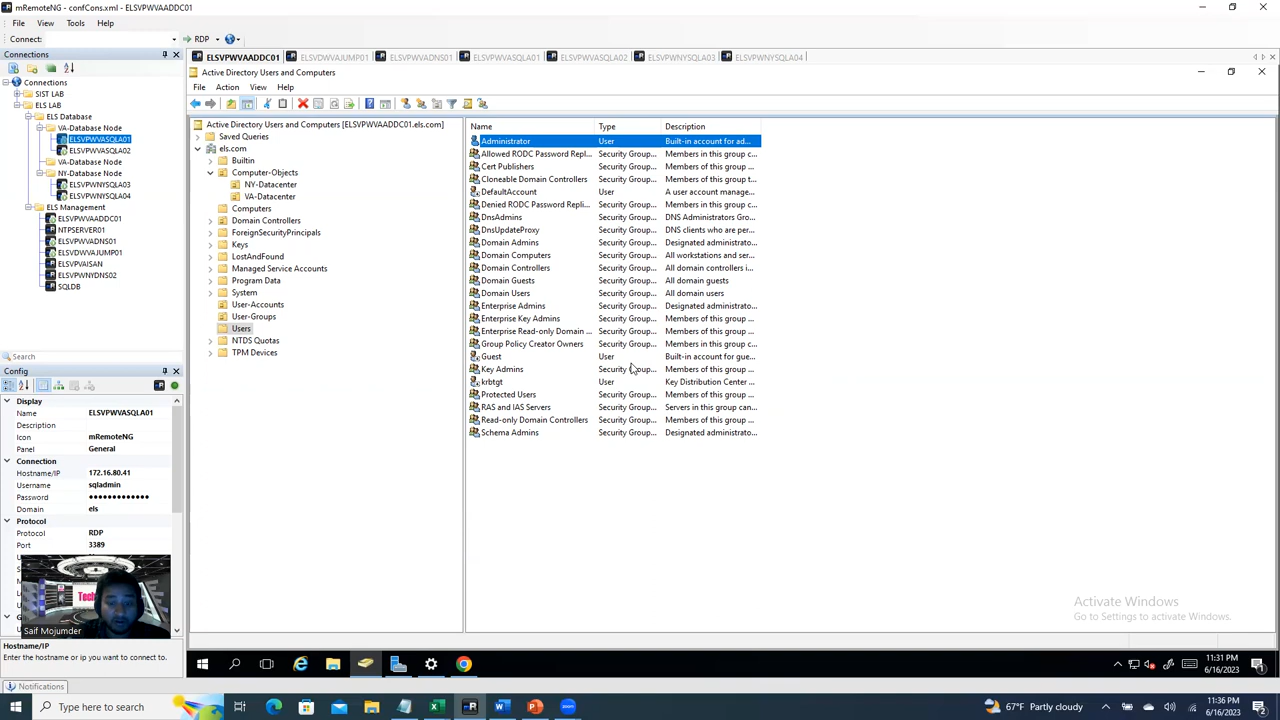 mRemoteNG - confCons.xml - ELSVPWVAADDC01
File View Tools Help
Connect: RDP
Connections
Connections
SIST LAB
ELS LAB
ELS Database
VA-Database Node
ELSVPWVASQLA01
ELSVPWVASQLA02
VA-Database Node
NY-Database Node
ELSVPWNYSQLA03
ELSVPWNYSQLA04
ELS Management
ELSVPWVAADDC01
NTPSERVER01
ELSVPWVADNS01
ELSVDWVAJUMP01
ELSVPVAISAN
ELSVPWNYDNS02
SQLDB
Search
Config
Display
Name ELSVPWVASQLA01
Description
Icon mRemoteNG
Panel General
Connection
Hostname/IP 172.16.80.41
Username sqladmin
Password ●●●●●●●●●●●●●
Domain els
Protocol
Protocol RDP
Port 3389
Tech
Saif Mojumder
Hostname/IP
Enter the hostname or ip you want to connect to.
Notifications
ELSVPWVAADDC01 ELSVDWVAJUMP01 ELSVPWVADNS01 ELSVPWVASQLA01 ELSVPWVASQLA02 ELSVPWNYSQLA03 ELSVPWNYSQLA04
Active Directory Users and Computers
File Action View Help
Active Directory Users and Computers [ELSVPWVAADDC01.els.com]
Saved Queries
els.com
Builtin
Computer-Objects
NY-Datacenter
VA-Datacenter
Computers
Domain Controllers
ForeignSecurityPrincipals
Keys
LostAndFound
Managed Service Accounts
Program Data
System
User-Accounts
User-Groups
Users
NTDS Quotas
TPM Devices
Name Type Description
Administrator User Built-in account for ad...
Allowed RODC Password Repl... Security Group... Members in this group c...
Cert Publishers Security Group... Members of this group ...
Cloneable Domain Controllers Security Group... Members of this group t...
DefaultAccount User A user account manage...
Denied RODC Password Repli... Security Group... Members in this group c...
DnsAdmins Security Group... DNS Administrators Gro...
DnsUpdateProxy Security Group... DNS clients who are per...
Domain Admins Security Group... Designated administrato...
Domain Computers Security Group... All workstations and ser...
Domain Controllers Security Group... All domain controllers i...
Domain Guests Security Group... All domain guests
Domain Users Security Group... All domain users
Enterprise Admins Security Group... Designated administrato...
Enterprise Key Admins Security Group... Members of this group ...
Enterprise Read-only Domain ... Security Group... Members of this group ...
Group Policy Creator Owners Security Group... Members in this group c...
Guest User Built-in account for gue...
Key Admins Security Group... Members of this group ...
krbtgt User Key Distribution Center ...
Protected Users Security Group... Members of this group ...
RAS and IAS Servers Security Group... Servers in this group can...
Read-only Domain Controllers Security Group... Members of this group ...
Schema Admins Security Group... Designated administrato...
Activate Windows
Go to Settings to activate Windows.
11:31 PM
6/16/2023
Type here to search
67°F Partly cloudy
11:36 PM
6/16/2023